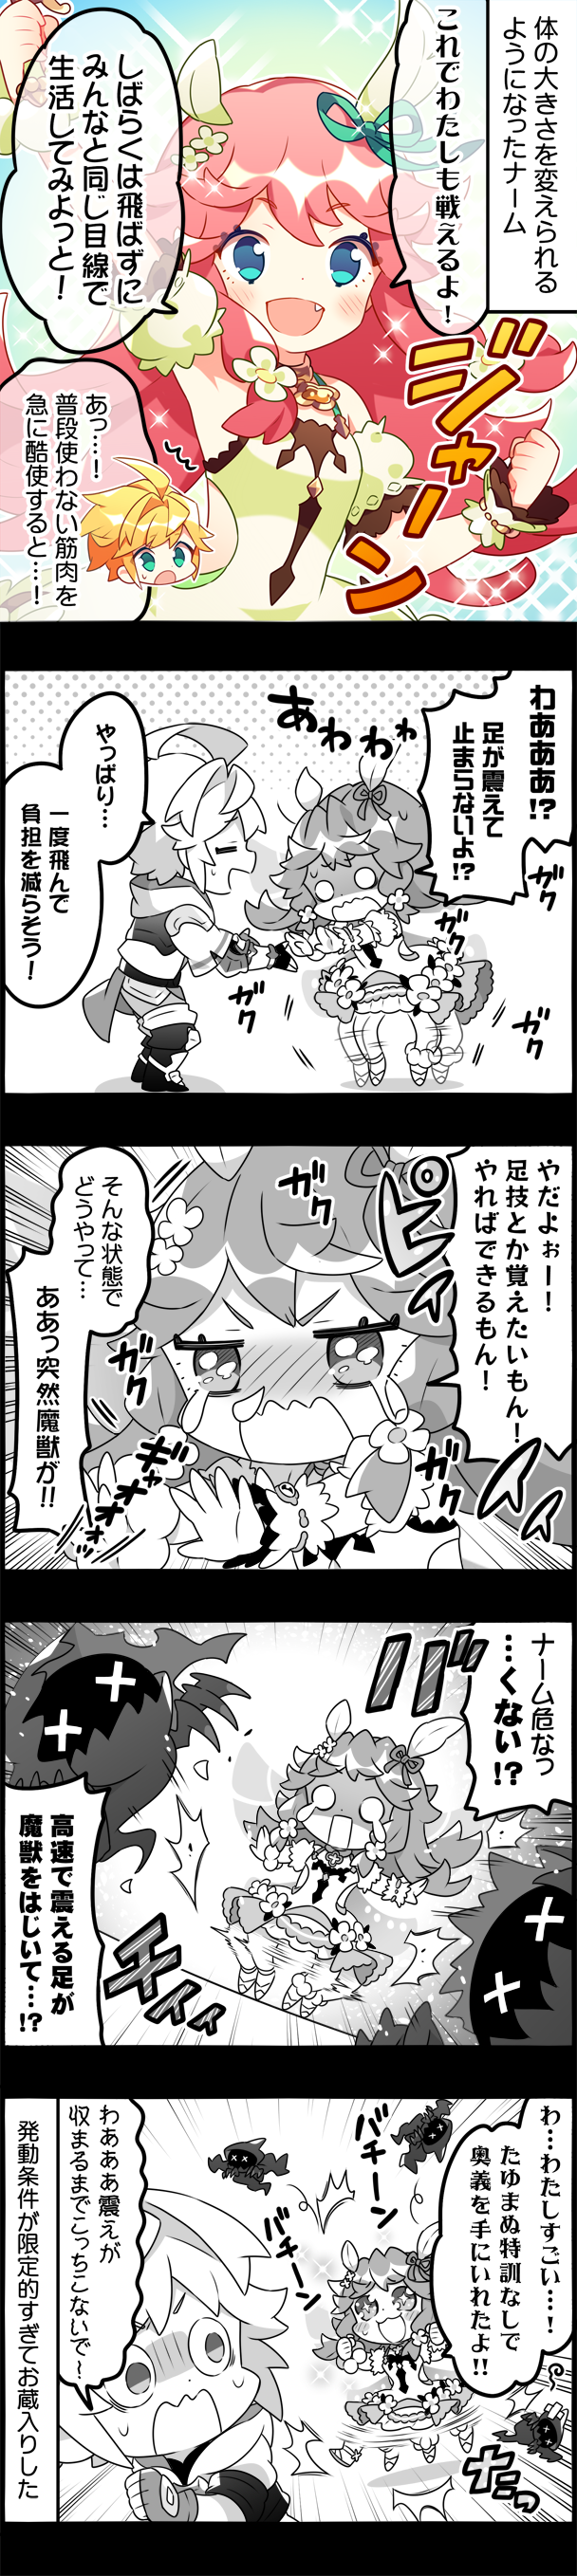 体の大きさを変えられる
ようになったナーム
これでわたしも戦えるよ！
しばらくは飛ばずに
みんなと同じ目線で
生活してみよっと！
ジャーン
あっ…！
普段使わない筋肉を
急に酷使すると…！
わあああ!?
足が震えて
止まらないよ!?
あわわわ
ガク
ガク
ガク
ガク
やっぱり…
一度飛んで
負担を減らそう！
やだよぉー！
足技とか覚えたいもん！
やればできるもん！
ピィ
ィィ
ガク
ガク
ガク
そんな状態で
どうやって…
ああっ突然魔獣が!!
ギャオォォ
ナーム危なっ
…くない!?
バ
チィィ
高速で震える足が
魔獣をはじいて…!?
わ…わたしすごい…！
たゆまぬ特訓なしで
奥義を手にいれたよ!!
バチーン
バチーン
たっ
わあああ震えが
収まるまでこっちこないで～
発動条件が限定的すぎてお蔵入りした